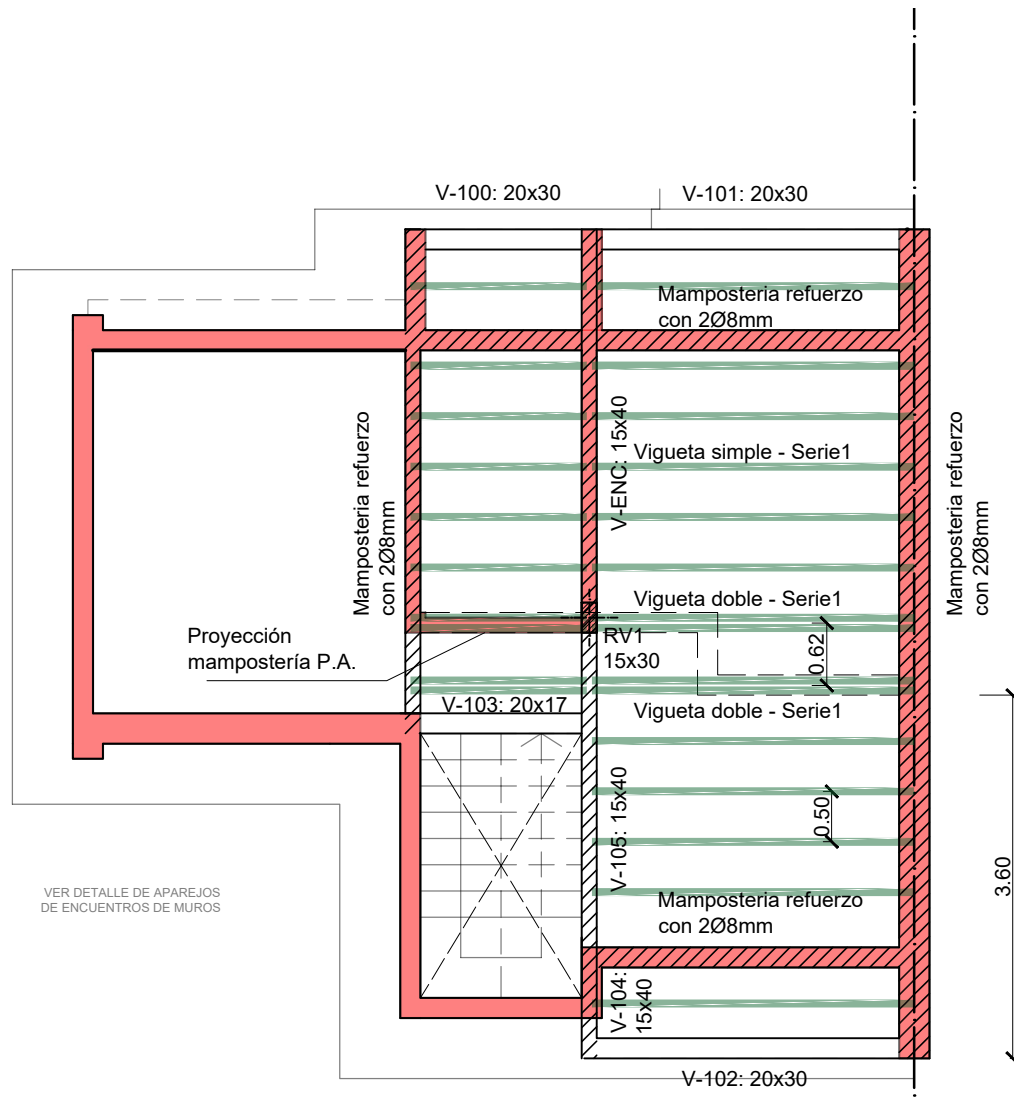 V-100: 20x30
V-101: 20x30
Mamposteria refuerzo
con 2Ø8mm
Mamposteria refuerzo
con 2Ø8mm
V-ENC: 15x40
Vigueta simple - Serie1
Mamposteria refuerzo
con 2Ø8mm
Vigueta doble - Serie1
Proyección
mampostería P.A.
RV1
15x30
0.62
V-103: 20x17
Vigueta doble - Serie1
V-105: 15x40
0.50
3.60
VER DETALLE DE APAREJOS
DE ENCUENTROS DE MUROS
Mamposteria refuerzo
con 2Ø8mm
V-104:
15x40
V-102: 20x30